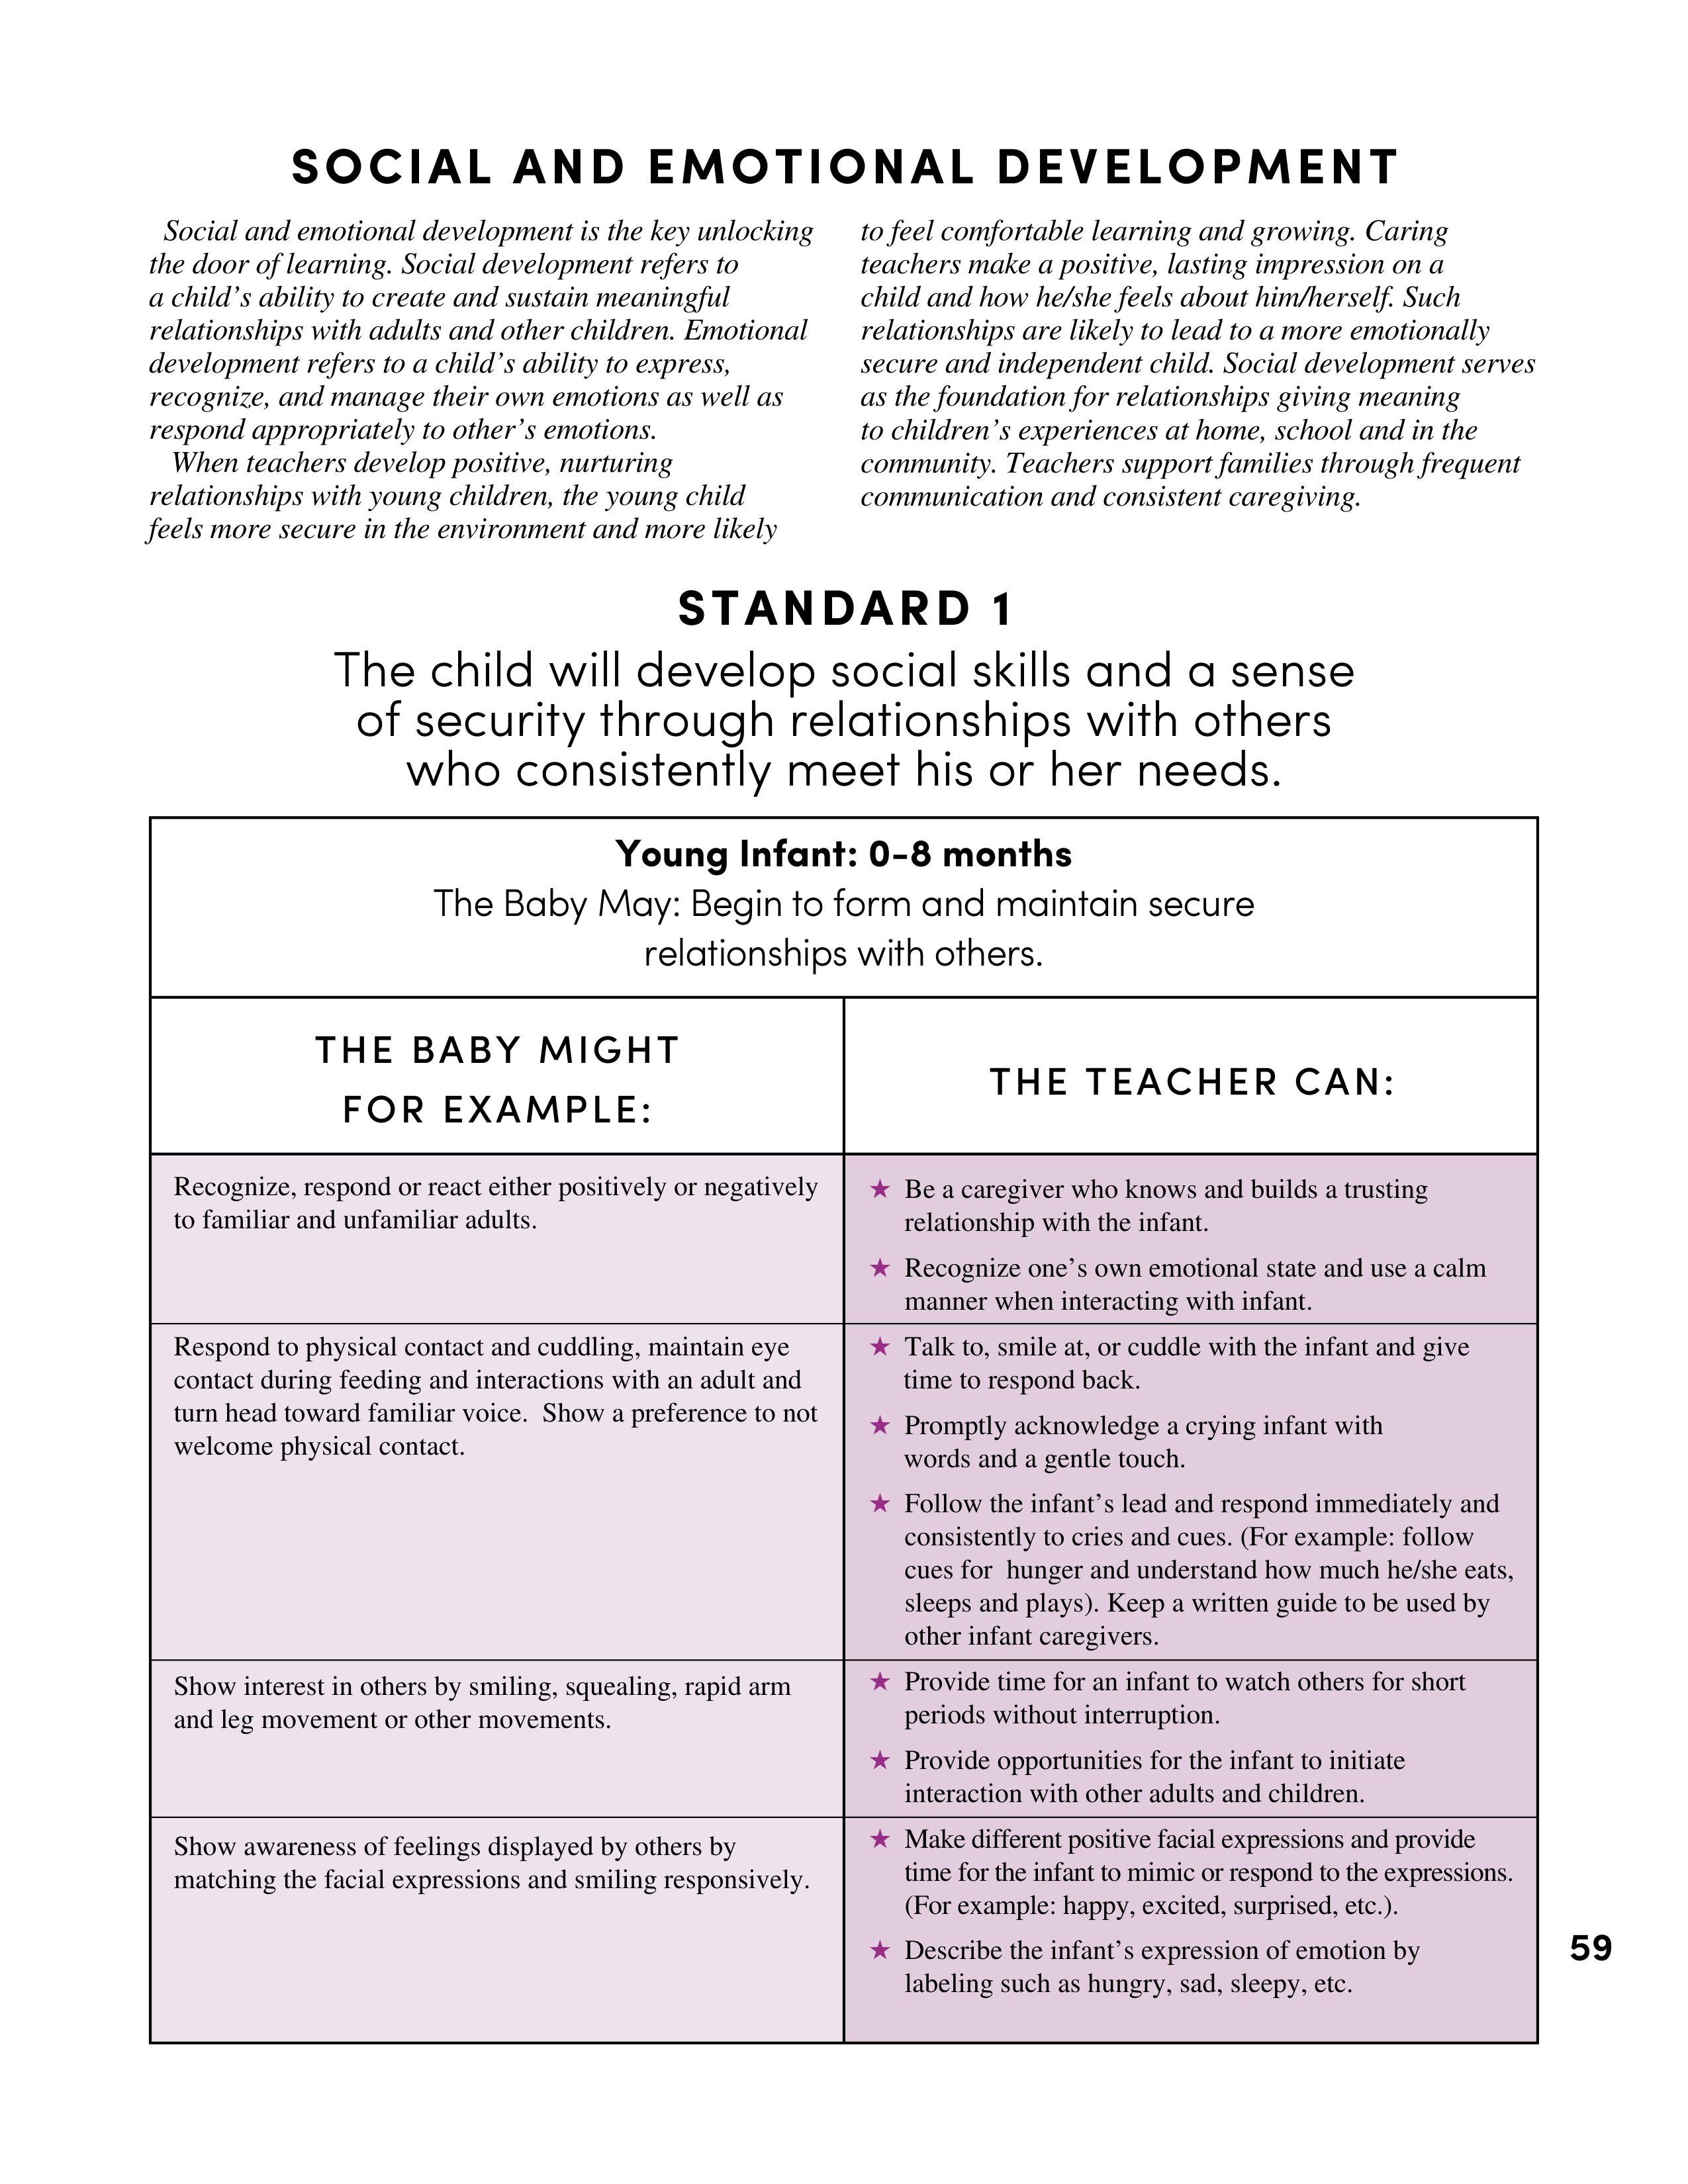 SOCIAL AND EMOTIONAL DEVELOPMENT
Social and emotional development is the key unlocking
the door of learning. Social development refers to
a child’s ability to create and sustain meaningful
relationships with adults and other children. Emotional
development refers to a child’s ability to express,
recognize, and manage their own emotions as well as
respond appropriately to other’s emotions.
When teachers develop positive, nurturing
relationships with young children, the young child
feels more secure in the environment and more likely
to feel comfortable learning and growing. Caring
teachers make a positive, lasting impression on a
child and how he/she feels about him/herself. Such
relationships are likely to lead to a more emotionally
secure and independent child. Social development serves
as the foundation for relationships giving meaning
to children’s experiences at home, school and in the
community. Teachers support families through frequent
communication and consistent caregiving.
STANDARD 1
The child will develop social skills and a sense
of security through relationships with others
who consistently meet his or her needs.
Young Infant: 0-8 months
The Baby May: Begin to form and maintain secure
relationships with others.
THE BABY MIGHT
FOR EXAMPLE:
THE TEACHER CAN:
Recognize, respond or react either positively or negatively
to familiar and unfamiliar adults.
★ Be a caregiver who knows and builds a trusting
relationship with the infant.
★ Recognize one’s own emotional state and use a calm
manner when interacting with infant.
Respond to physical contact and cuddling, maintain eye
contact during feeding and interactions with an adult and
turn head toward familiar voice.  Show a preference to not
welcome physical contact.
★ Talk to, smile at, or cuddle with the infant and give
time to respond back.
★ Promptly acknowledge a crying infant with
words and a gentle touch.
★ Follow the infant’s lead and respond immediately and
consistently to cries and cues. (For example: follow
cues for  hunger and understand how much he/she eats,
sleeps and plays). Keep a written guide to be used by
other infant caregivers.
Show interest in others by smiling, squealing, rapid arm
and leg movement or other movements.
★ Provide time for an infant to watch others for short
periods without interruption.
★ Provide opportunities for the infant to initiate
interaction with other adults and children.
Show awareness of feelings displayed by others by
matching the facial expressions and smiling responsively.
★ Make different positive facial expressions and provide
time for the infant to mimic or respond to the expressions.
(For example: happy, excited, surprised, etc.).
★ Describe the infant’s expression of emotion by
labeling such as hungry, sad, sleepy, etc.
59